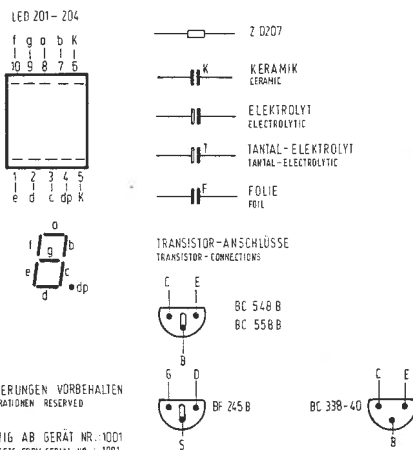 LED 201 - 204
f g a b K
10 9 8 7 6
1 2 3 4 5
e d c dp K
a
f g b
e c
d dp
2 0207
K KERAMIK
CERAMIC
ELEKTROLYT
ELECTROLYTIC
T TANTAL-ELEKTROLYT
TANTAL-ELECTROLYTIC
F FOLIE
FOIL
TRANSISTOR-ANSCHLÜSSE
TRANSISTOR-CONNECTIONS
C E
BC 548 B
BC 558 B
B
G D
BF 245 B
S
C E
BC 338-40
B
ERUNGEN VORBEHALTEN
RATIONEN RESERVED
IG AB GERÄT NR.:1001